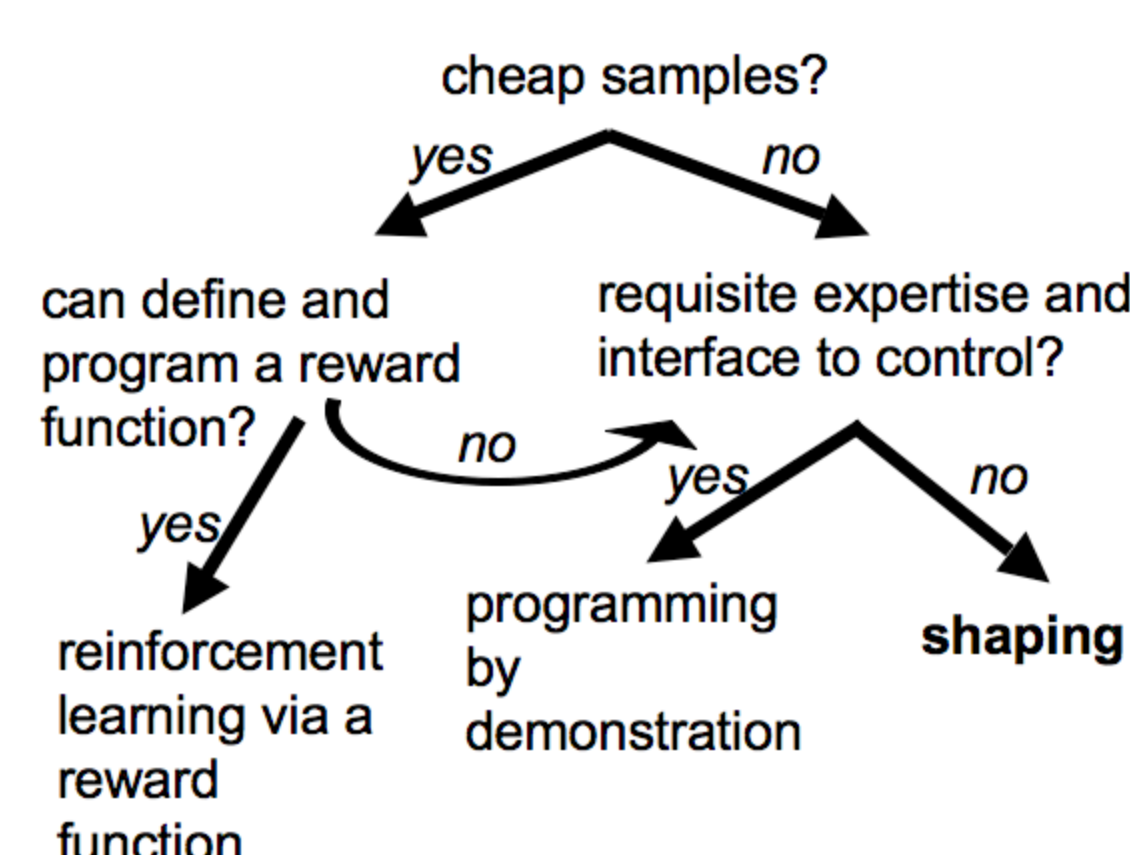 cheap samples?
yes
no
can define and
program a reward
function?
requisite expertise and
interface to control?
no
yes
yes
no
reinforcement
learning via a
reward
function
programming
by
demonstration
shaping